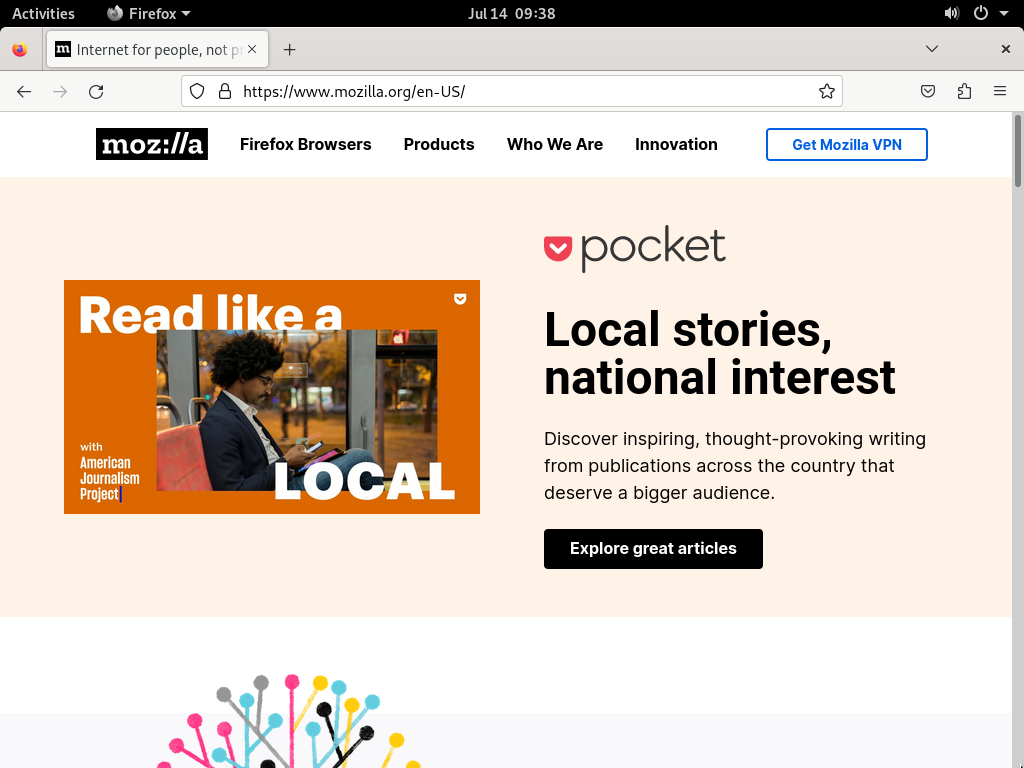 Activities Firefox Jul 14 09:38
Internet for people, not pr
https://www.mozilla.org/en-US/
moz://a Firefox Browsers Products Who We Are Innovation Get Mozilla VPN
Read like a
with
American
Journalism
Project
LOCAL
pocket
Local stories,
national interest
Discover inspiring, thought-provoking writing
from publications across the country that
deserve a bigger audience.
Explore great articles